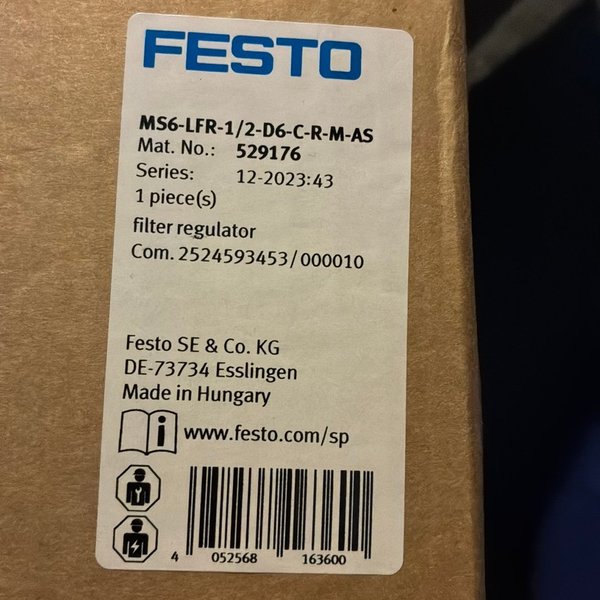 FESTO
MS6-LFR-1/2-D6-C-R-M-AS
Mat. No.: 529176
Series: 12-2023:43
1 piece(s)
filter regulator
Com. 2524593453/000010
Festo SE & Co. KG
DE-73734 Esslingen
Made in Hungary
i www.festo.com/sp
4 052568 163600